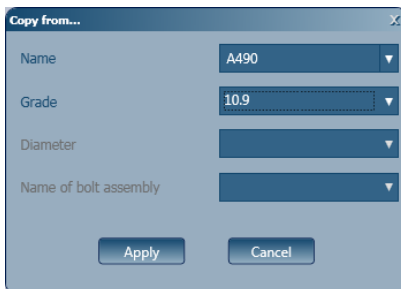 Copy from...
X
Name
A490
Grade
10.9
Diameter
Name of bolt assembly
Apply
Cancel